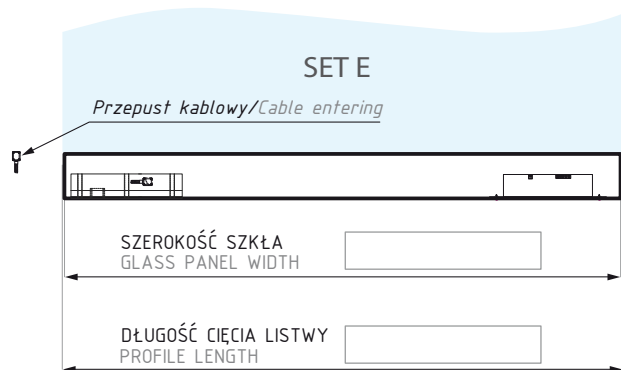 SET E
Przepust kablowy/Cable entering
SZEROKOŚĆ SZKŁA
GLASS PANEL WIDTH
DŁUGOŚĆ CIĘCIA LISTWY
PROFILE LENGTH